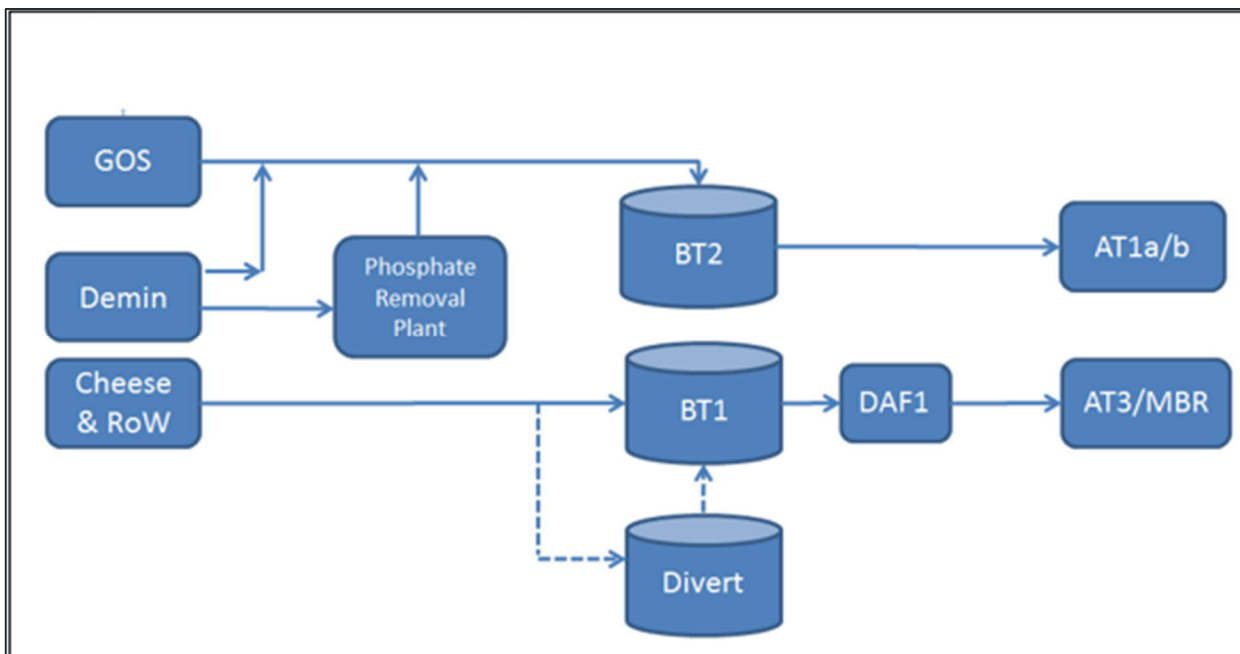 GOS
BT2
AT1a/b
Demin
Phosphate
Removal
Plant
Cheese
& RoW
BT1
DAF1
AT3/MBR
Divert